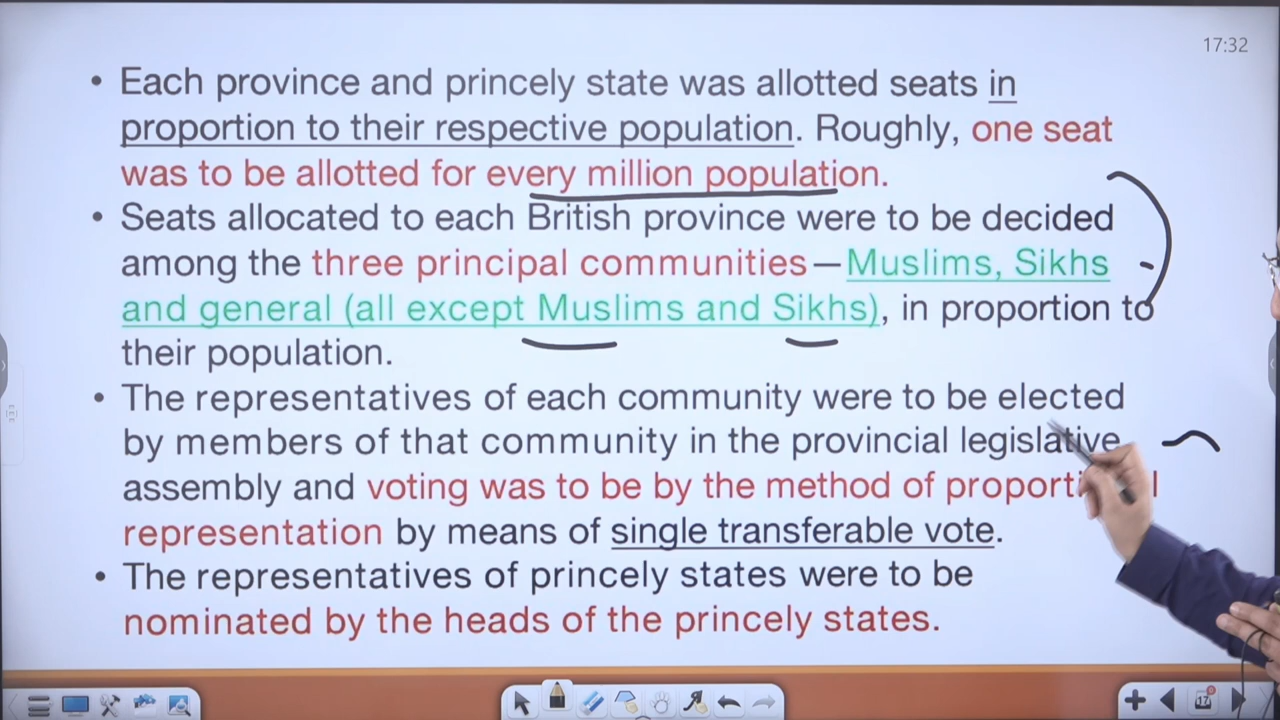 17:32
• Each province and princely state was allotted seats in
proportion to their respective population. Roughly, one seat
was to be allotted for every million population.
• Seats allocated to each British province were to be decided
among the three principal communities—Muslims, Sikhs
and general (all except Muslims and Sikhs), in proportion to
their population.
• The representatives of each community were to be elected
by members of that community in the provincial legislative
assembly and voting was to be by the method of
representation by means of single transferable vote.
• The representatives of princely states were to be
nominated by the heads of the princely states.
17